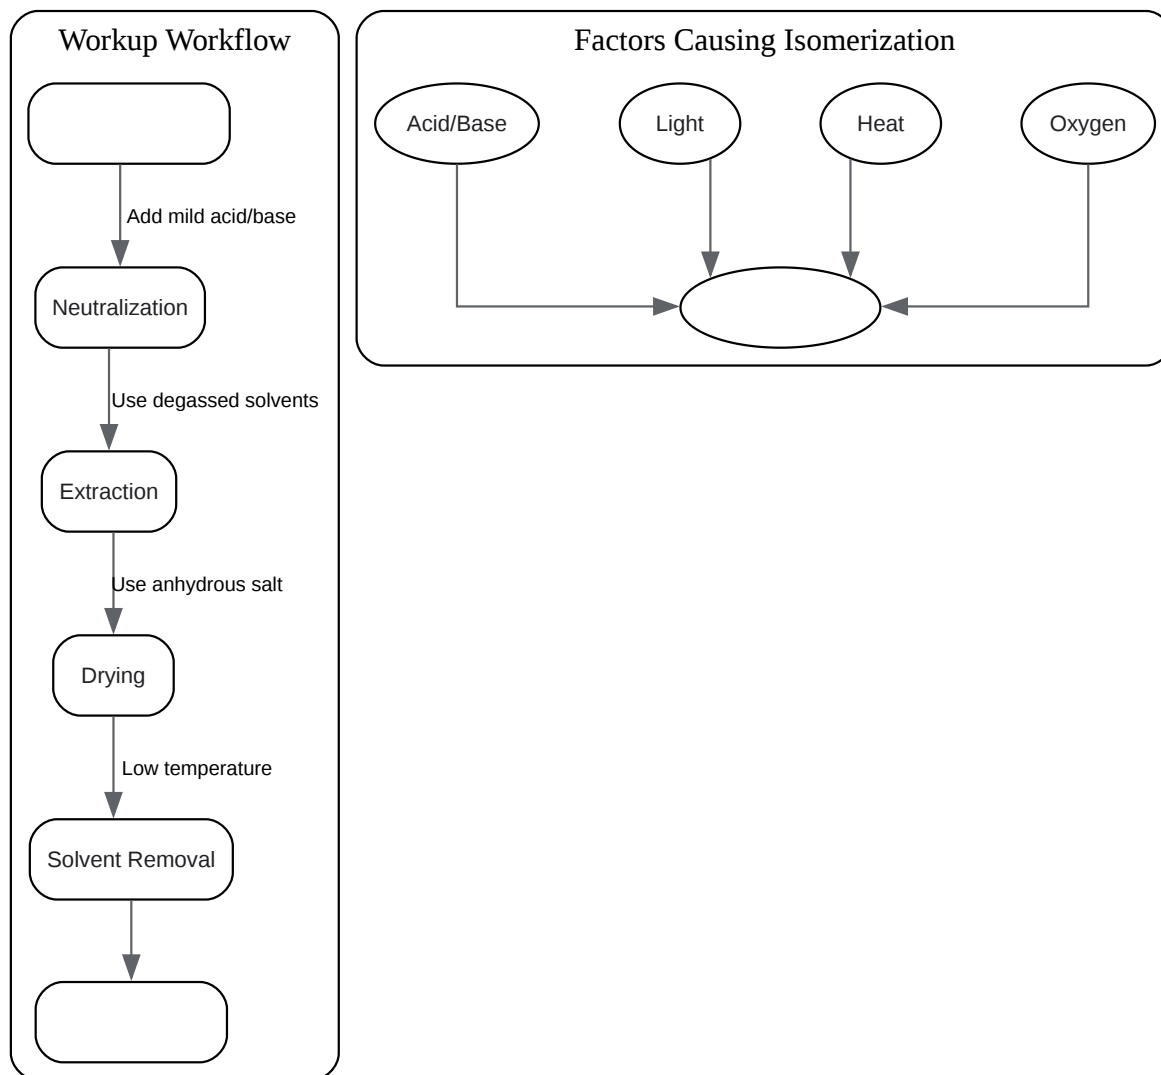 Workup Workflow
Add mild acid/base
Neutralization
Use degassed solvents
Extraction
Use anhydrous salt
Drying
Low temperature
Solvent Removal
Factors Causing Isomerization
Acid/Base
Light
Heat
Oxygen